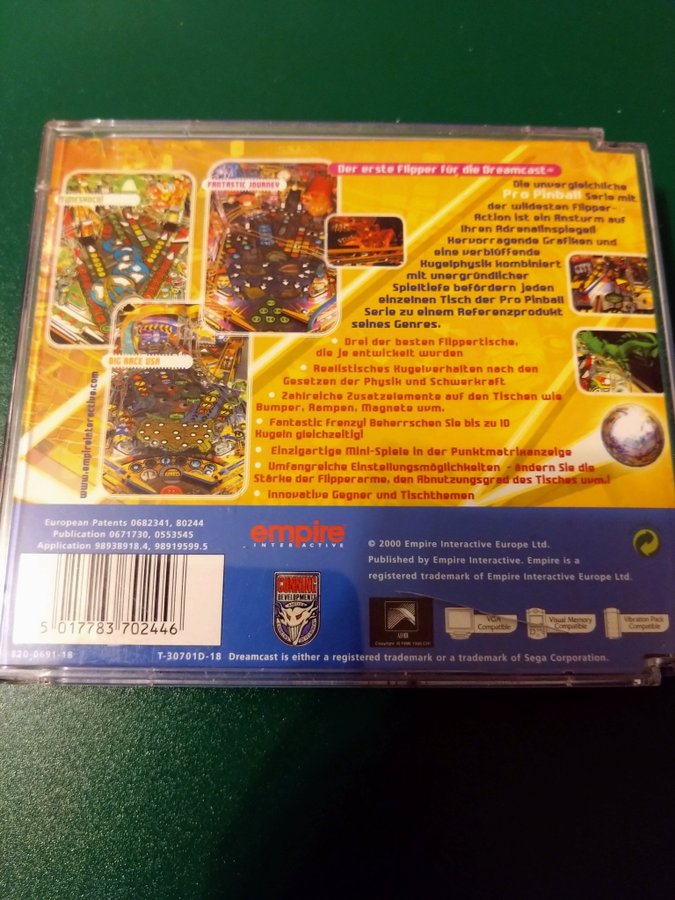 Der erste Flipper für die Dreamcast™
TIMESHOCK!
FANTASTIC JOURNEY
BIG RACE USA
www.empireinteractive.com
Die unvergleichliche
Pro Pinball Serie mit
der wildesten Flipper-
Action ist ein Ansturm auf
Ihren Adrenalinspiegel!
Hervorragende Grafiken und
eine verblüffende
Kugelphysik kombiniert
mit unergründlicher
Spieltiefe befördern jeden
einzelnen Tisch der Pro Pinball
Serie zu einem Referenzprodukt
seines Genres.
• Drei der besten Flippertische,
die je entwickelt wurden
• Realistisches Kugelverhalten nach den
Gesetzen der Physik und Schwerkraft
• Zahlreiche Zusatzelemente auf den Tischen wie
Bumper, Rampen, Magnete uvm.
• Fantastic frenzy! Beherrschen Sie bis zu 10
Kugeln gleichzeitig!
• Einzigartige Mini-Spiele in der Punktmatrikanzeige
• Umfangreiche Einstellungsmöglichkeiten - ändern Sie die
Stärke der Flipperarme, den Abnutzungsgrad des Tisches uvm.!
• Innovative Gegner und Tischthemen
European Patents 0682341, 80244
Publication 0671730, 0553545
Application 98938918.4, 98919599.5
empire
INTERACTIVE
© 2000 Empire Interactive Europe Ltd.
Published by Empire Interactive. Empire is a
registered trademark of Empire Interactive Europe Ltd.
5 017783 702446
CUNNING
DEVELOPMENTS
VGA
Compatible
Visual Memory
Compatible
Vibration Pack
Compatible
820-0691-18
T-30701D-18 Dreamcast is either a registered trademark or a trademark of Sega Corporation.